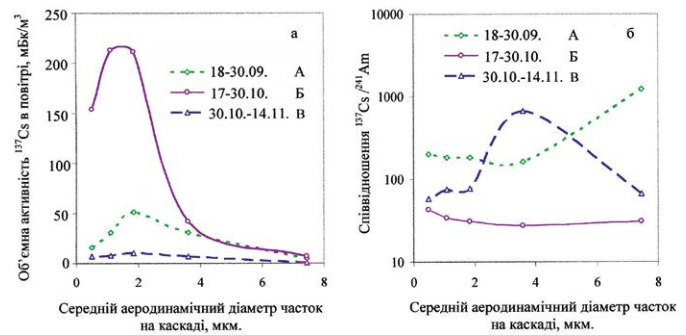 Об’ємна активність ¹³⁷Cs в повітрі, мБк/м³
250
200
150
100
50
0
а
18-30.09. А
17-30.10. Б
30.10.-14.11. В
0 2 4 6 8
Середній аеродинамічний діаметр часток
на каскаді, мкм.
Співвідношення ¹³⁷Cs /²⁴¹Am
10000
1000
100
10
б
18-30.09. А
17-30.10. Б
30.10.-14.11. В
0 2 4 6 8
Середній аеродинамічний діаметр часток
на каскаді, мкм.